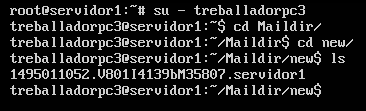 root@servidor1:~# su - treballadorpc3
treballadorpc3@servidor1:~$ cd Maildir/
treballadorpc3@servidor1:~/Maildir$ cd new/
treballadorpc3@servidor1:~/Maildir/new$ ls
1495011052.V801I4139bM35807.servidor1
treballadorpc3@servidor1:~/Maildir/new$